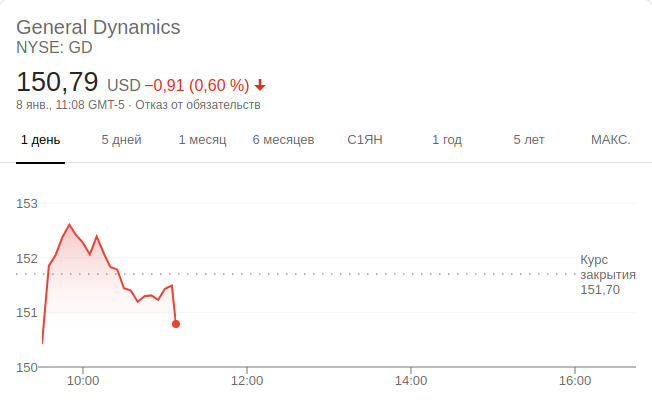 General Dynamics
NYSE: GD
150,79 USD −0,91 (0,60 %)
8 янв., 11:08 GMT-5 · Отказ от обязательств
1 день 5 дней 1 месяц 6 месяцев С1ЯН 1 год 5 лет МАКС.
153
152
151
150
Курс
закрытия
151,70
10:00 12:00 14:00 16:00